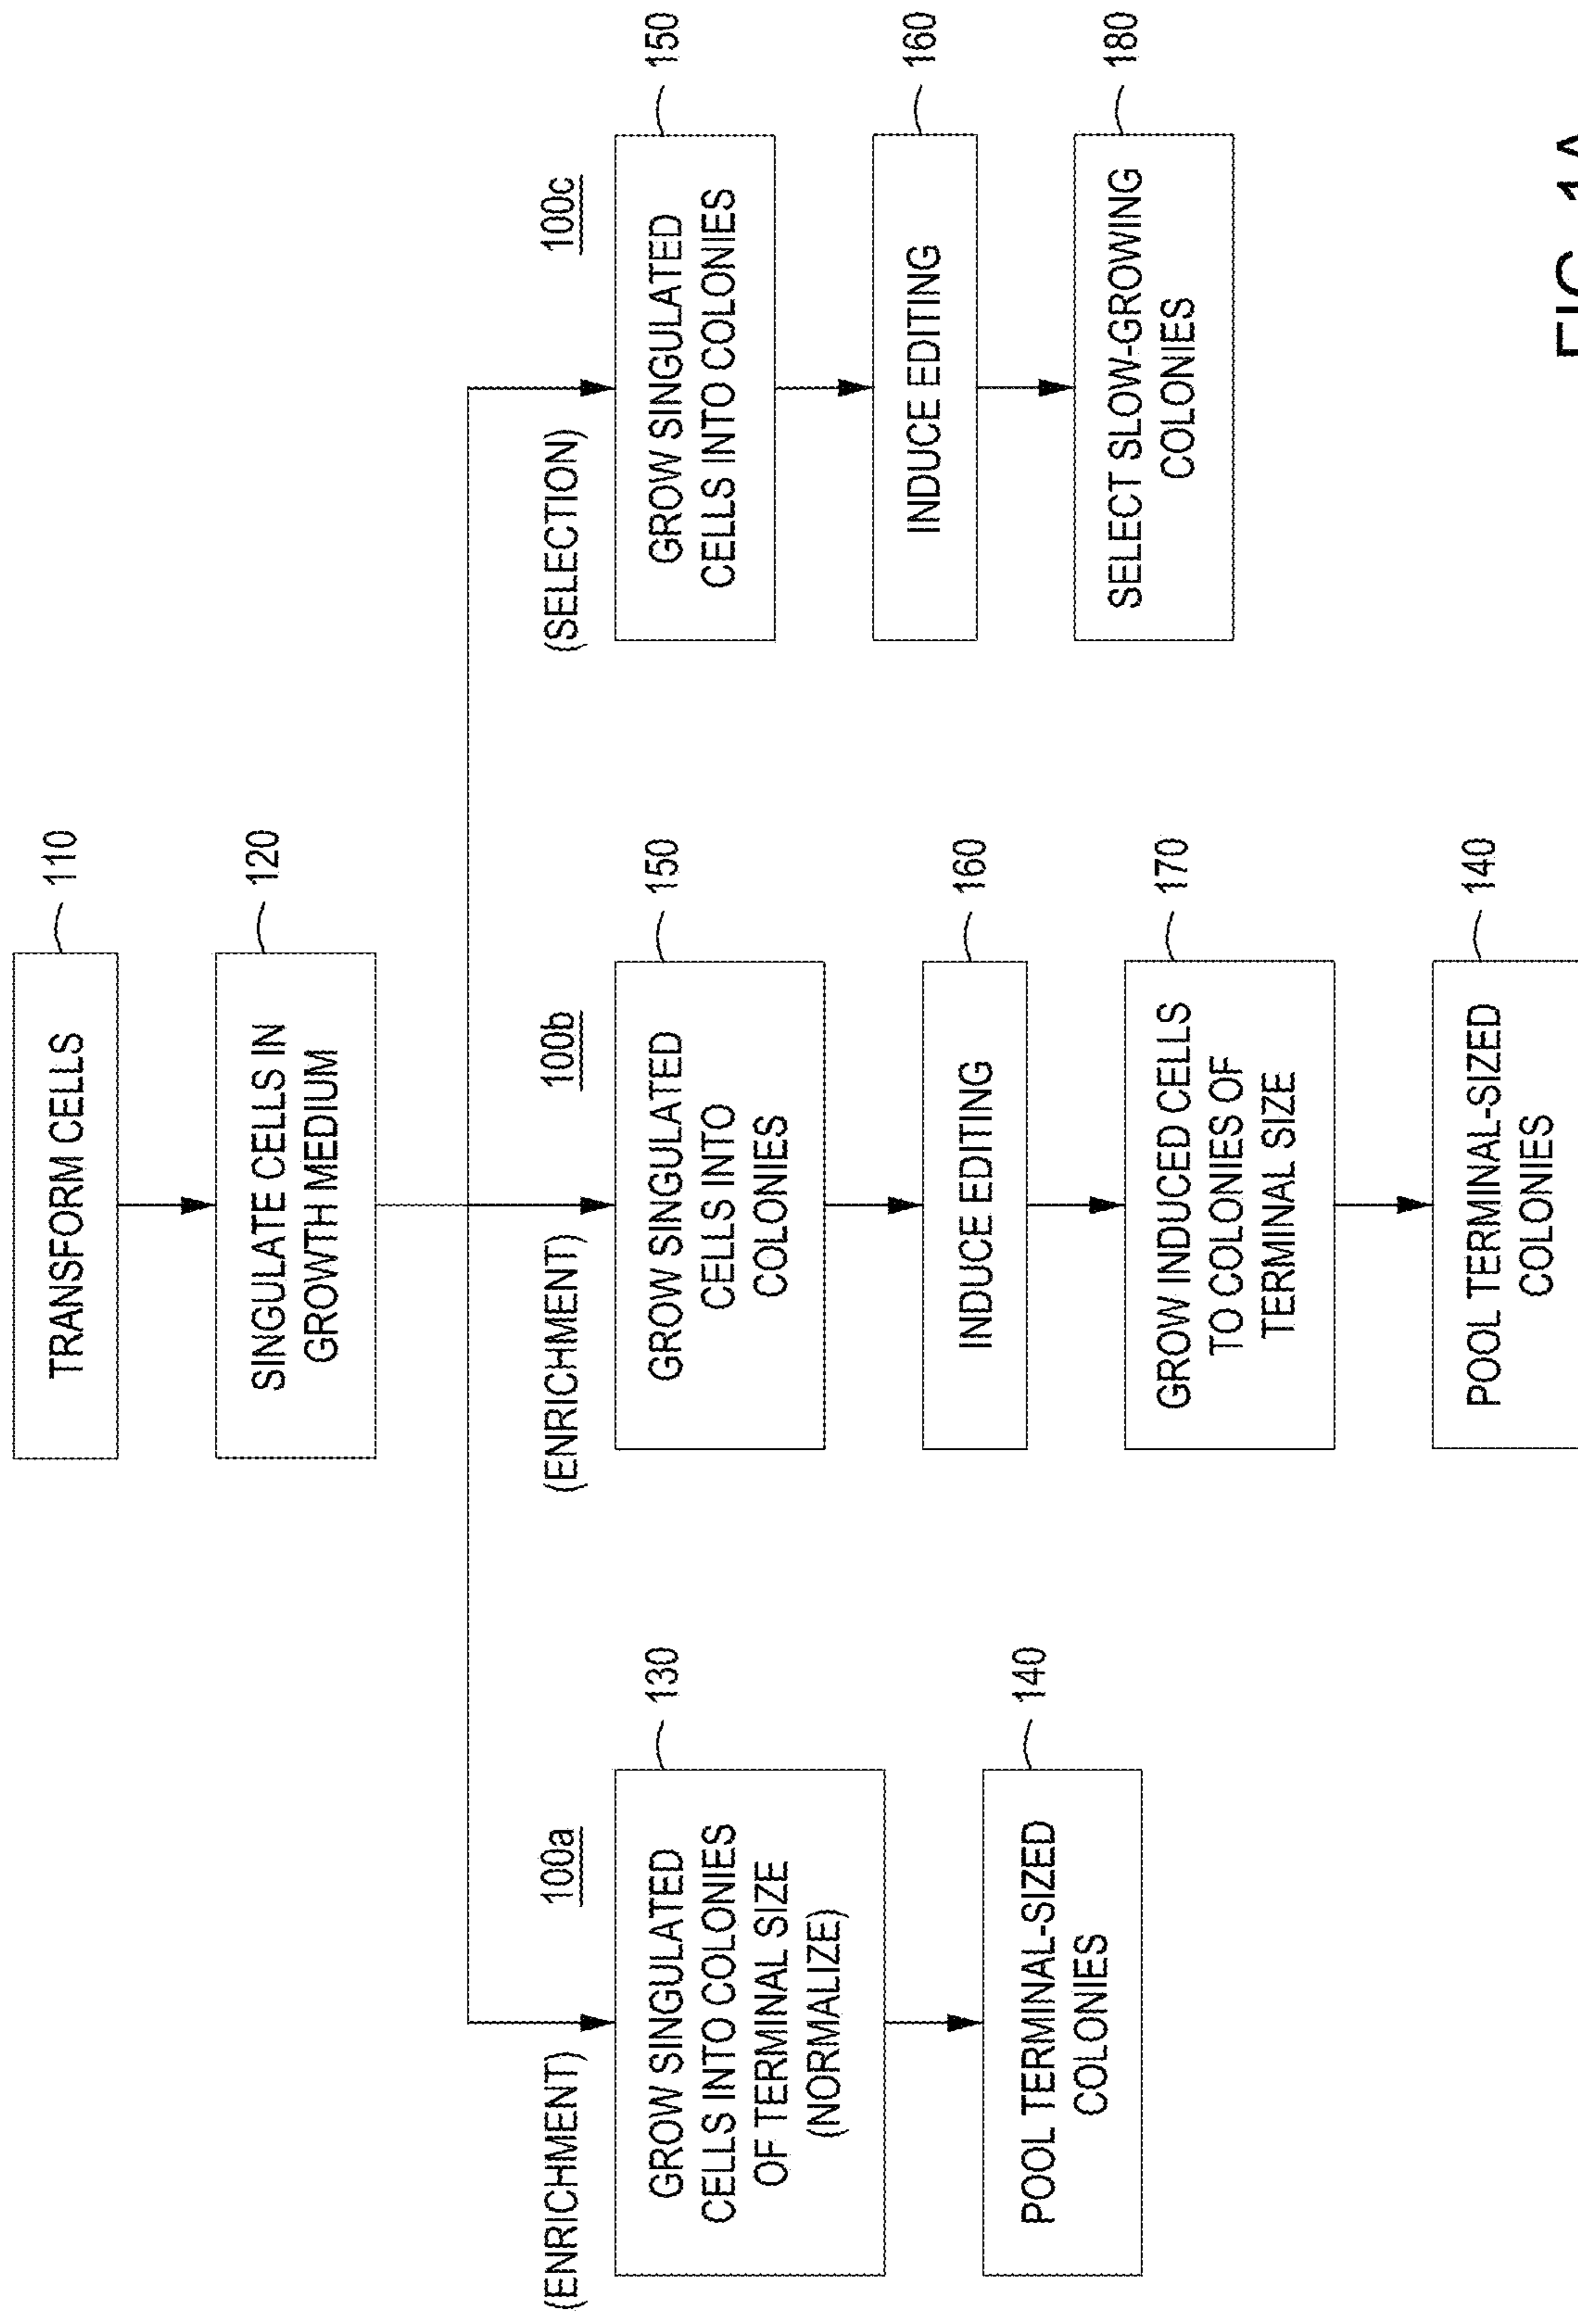 TRANSFORM CELLS
110
SINGULATE CELLS IN
GROWTH MEDIUM
120
(ENRICHMENT)
100a
GROW SINGULATED
CELLS INTO COLONIES
OF TERMINAL SIZE
(NORMALIZE)
130
POOL TERMINAL-SIZED
COLONIES
140
(ENRICHMENT)
100b
GROW SINGULATED
CELLS INTO
COLONIES
150
INDUCE EDITING
160
GROW INDUCED CELLS
TO COLONIES OF
TERMINAL SIZE
170
POOL TERMINAL-SIZED
COLONIES
140
(SELECTION)
100c
GROW SINGULATED
CELLS INTO COLONIES
150
INDUCE EDITING
160
SELECT SLOW-GROWING
COLONIES
180
FIG. 1A